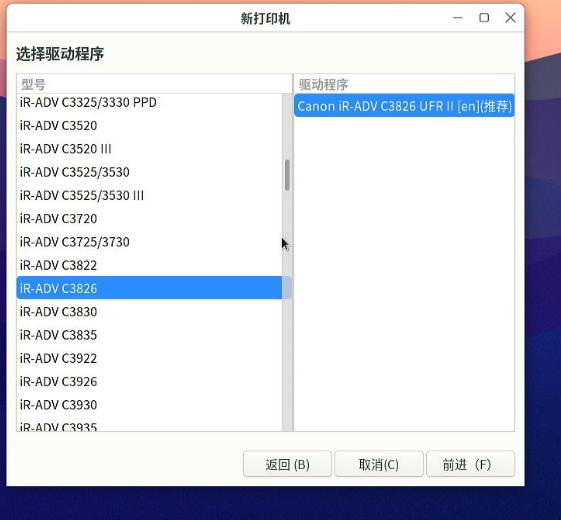 新打印机
选择驱动程序
型号
驱动程序
iR-ADV C3325/3330 PPD
iR-ADV C3520
iR-ADV C3520 III
iR-ADV C3525/3530
iR-ADV C3525/3530 III
iR-ADV C3720
iR-ADV C3725/3730
iR-ADV C3822
iR-ADV C3826
iR-ADV C3830
iR-ADV C3835
iR-ADV C3922
iR-ADV C3926
iR-ADV C3930
iR-ADV C3935
Canon iR-ADV C3826 UFR II [en](推荐)
返回 (B)
取消(C)
前进（F）